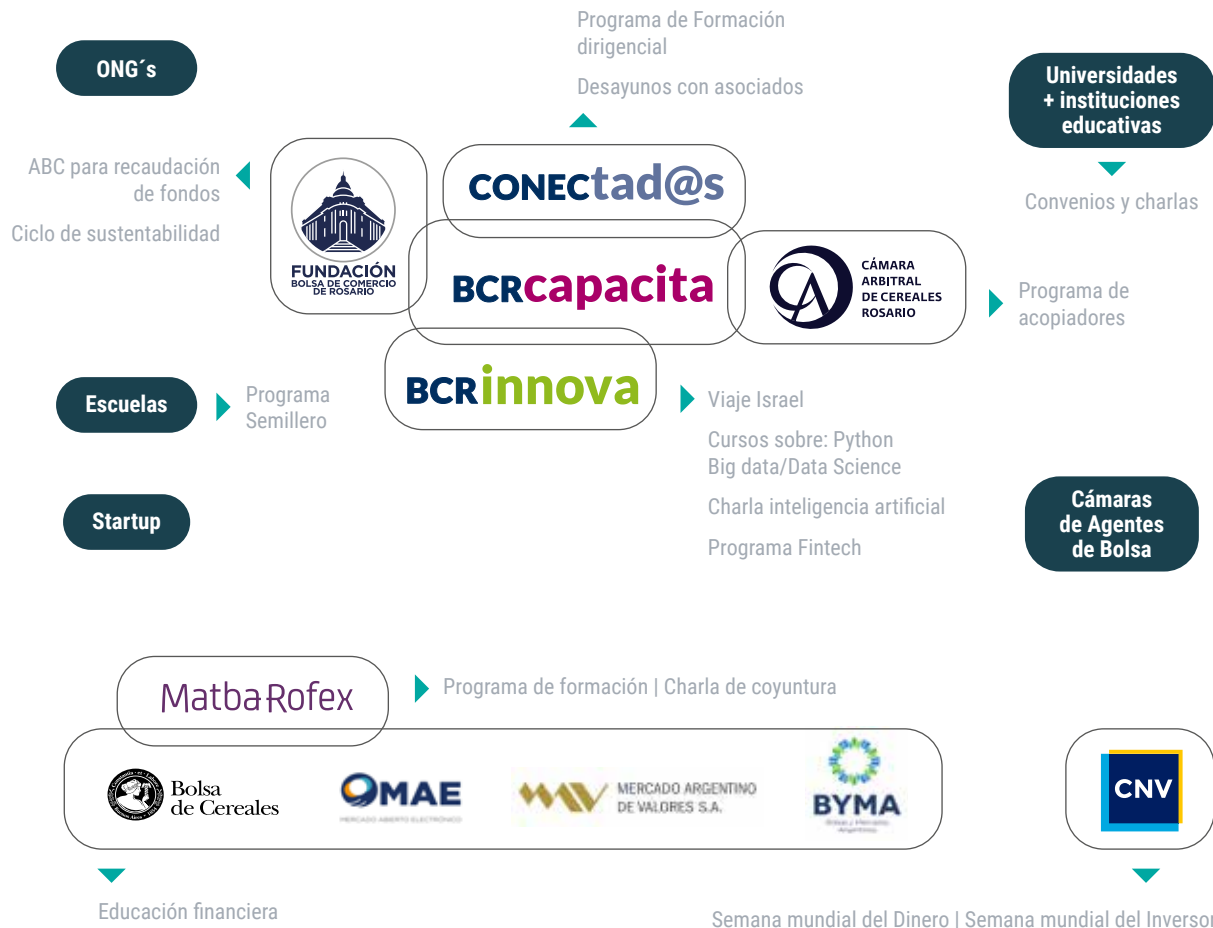 Programa de Formación
dirigencial
Desayunos con asociados
ONG´s
Universidades
+ instituciones
educativas
Convenios y charlas
ABC para recaudación
de fondos
Ciclo de sustentabilidad
FUNDACIÓN
BOLSA DE COMERCIO
DE ROSARIO
CONECtad@s
BCRcapacita
CÁMARA
ARBITRAL
DE CEREALES
ROSARIO
Programa de
acopiadores
BCRinnova
Escuelas
Programa
Semillero
Viaje Israel
Cursos sobre: Python
Big data/Data Science
Charla inteligencia artificial
Programa Fintech
Startup
Cámaras
de Agentes
de Bolsa
MatbaRofex
Programa de formación | Charla de coyuntura
Bolsa
de Cereales
MAE
MERCADO ABIERTO ELECTRÓNICO
MERCADO ARGENTINO
DE VALORES S.A.
BYMA
Bolsas y Mercados
Argentinos
CNV
Educación financiera
Semana mundial del Dinero | Semana mundial del Inversor